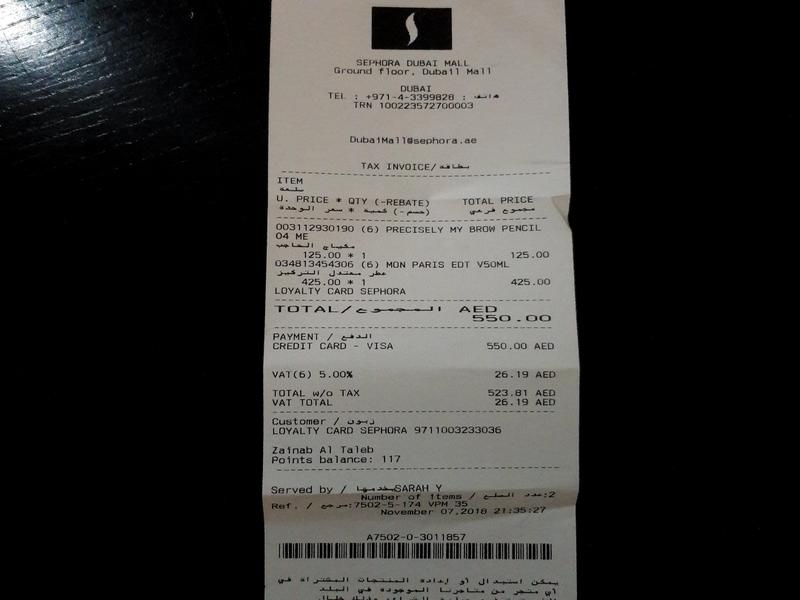 SEPHORA DUBAI MALL
Ground floor, Dubail Mall
DUBAI
TEL : +971-4-3399828 : هاتف
TRN 100223572700003
DubaiMall@sephora.ae
TAX INVOICE/بطاقة
ITEM
سلعة
U. PRICE * QTY (-REBATE) TOTAL PRICE
سعر الوحدة * كمية (-حسم) مجموع فرعي
003112930190 (6) PRECISELY MY BROW PENCIL
04 ME
مكياج الحاجب
125.00 * 1 125.00
034813454306 (6) MON PARIS EDT V50ML
عطر معتدل التركيز
425.00 * 1 425.00
LOYALTY CARD SEPHORA
TOTAL/المجموع AED
550.00
PAYMENT / الدفع
CREDIT CARD - VISA 550.00 AED
VAT(6) 5.00% 26.19 AED
TOTAL w/o TAX 523.81 AED
VAT TOTAL 26.19 AED
Customer / زبون
LOYALTY CARD SEPHORA 9711003233036
Zainab Al Taleb
Points balance: 117
Served by / يخدمها SARAH Y
Number of items / عدد السلع :2
Ref. / مرجع :7502-5-174 VPM 35
November 07,2018 21:35:27
A7502-0-3011857
يمكن استبدال أو إعادة المنتجات المشتراة في
أي متجر من متاجرنا الموجودة في البلد